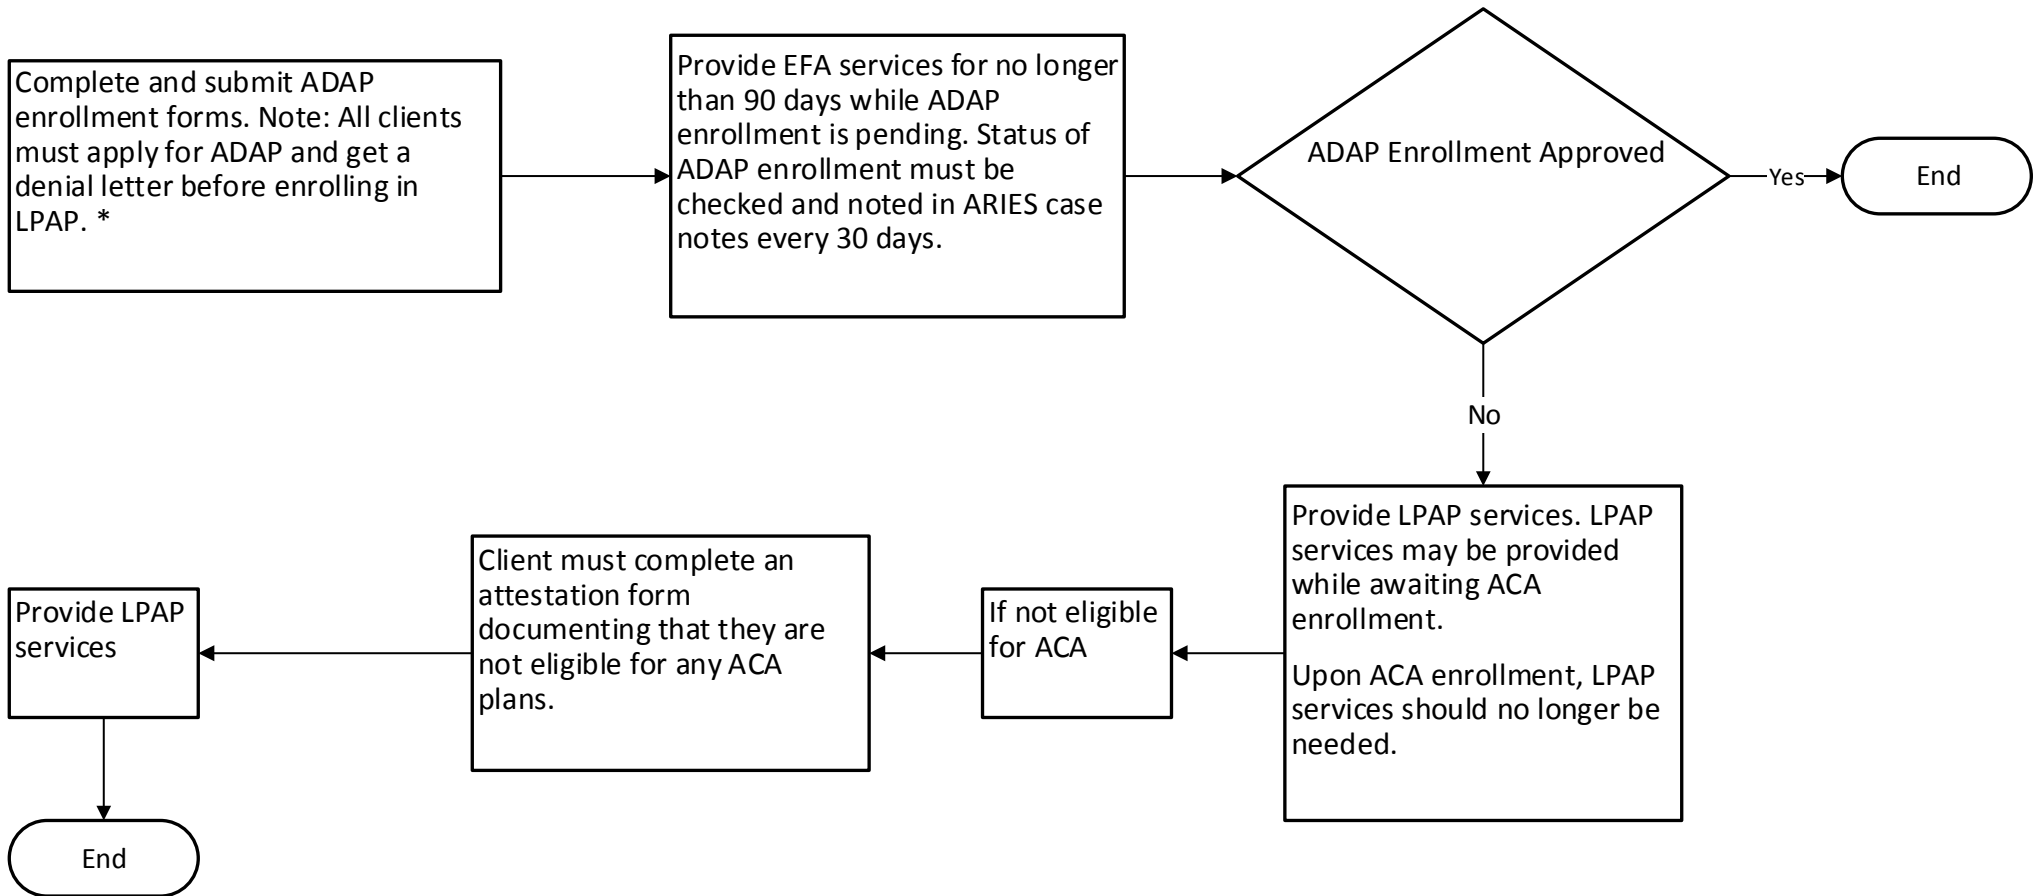 Complete and submit ADAP
enrollment forms. Note: All clients
must apply for ADAP and get a
denial letter before enrolling in
LPAP. *
Provide EFA services for no longer
than 90 days while ADAP
enrollment is pending. Status of
ADAP enrollment must be
checked and noted in ARIES case
notes every 30 days.
ADAP Enrollment Approved
Yes
End
No
Provide LPAP services. LPAP
services may be provided
while awaiting ACA
enrollment.
Upon ACA enrollment, LPAP
services should no longer be
needed.
If not eligible
for ACA
Client must complete an
attestation form
documenting that they are
not eligible for any ACA
plans.
Provide LPAP
services
End